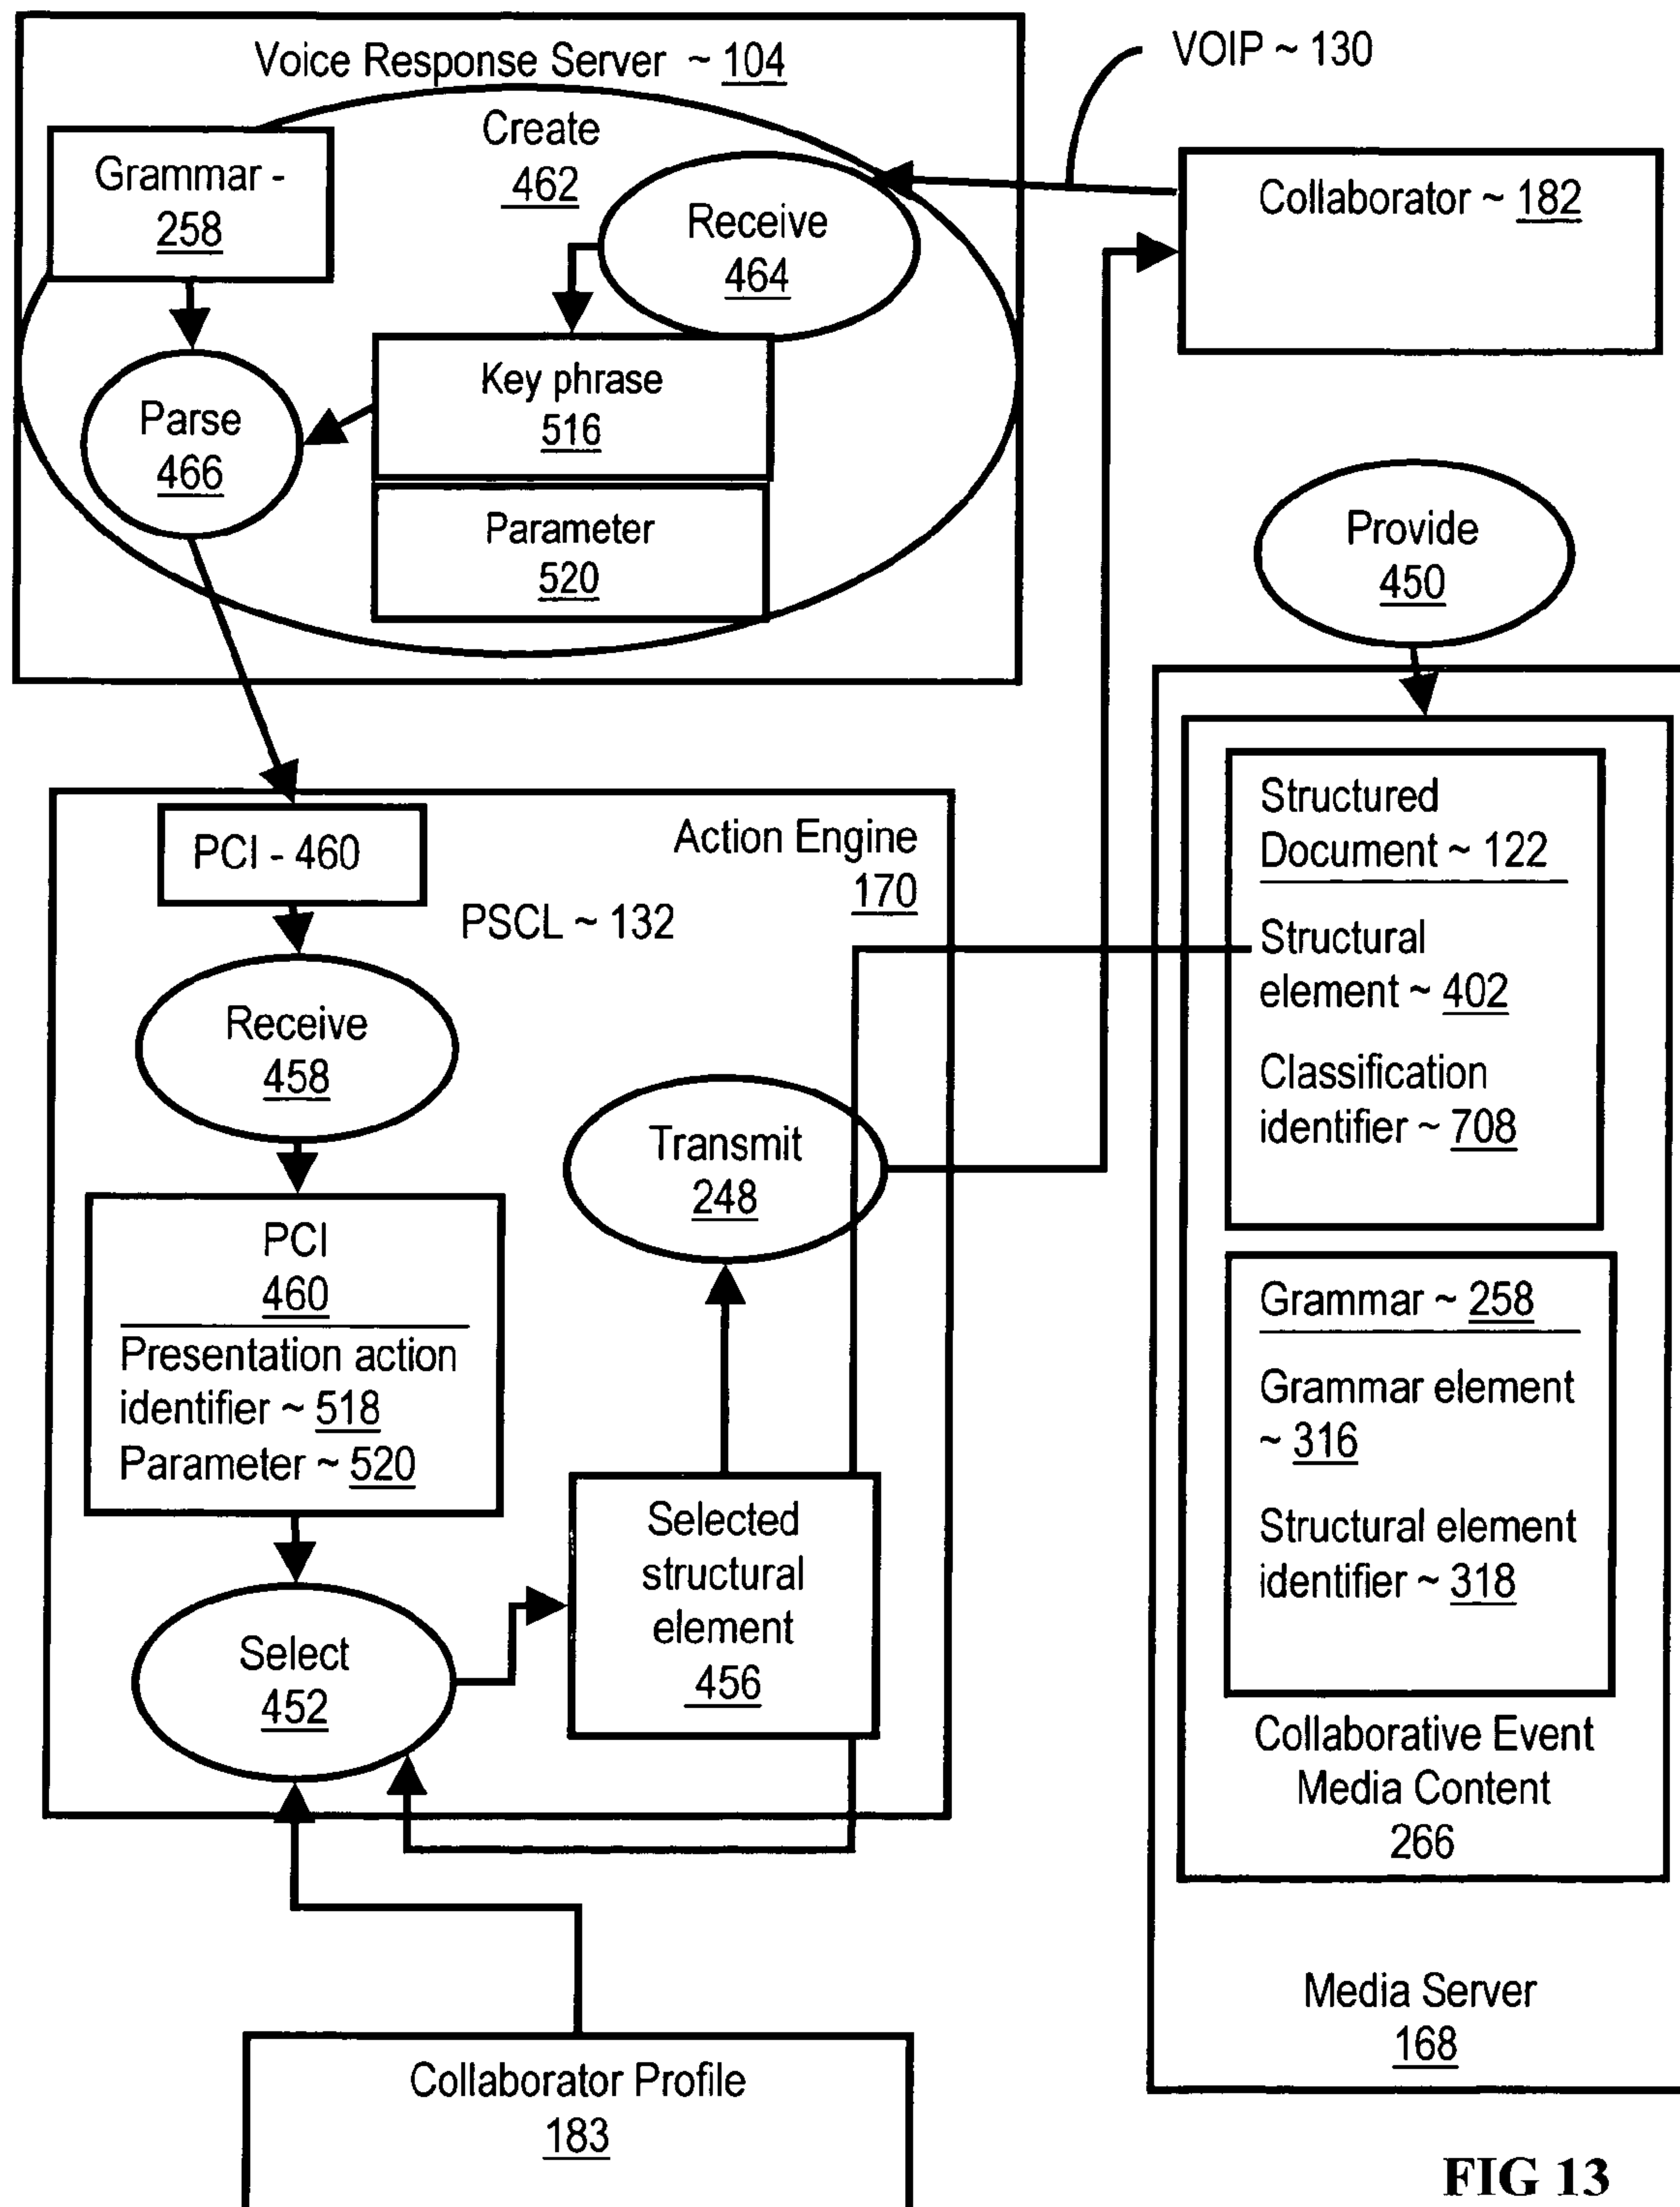 Voice Response Server ~ 104
VOIP ~ 130
Create
462
Grammar -
258
Receive
464
Collaborator ~ 182
Key phrase
516
Parse
466
Parameter
520
Provide
450
Structured
Document ~ 122
Structural
element ~ 402
Classification
identifier ~ 708
PCI - 460
Action Engine
170
PSCL ~ 132
Receive
458
Transmit
248
PCI
460
Presentation action
identifier ~ 518
Parameter ~ 520
Grammar ~ 258
Grammar element
~ 316
Structural element
identifier ~ 318
Selected
structural
element
456
Select
452
Collaborative Event
Media Content
266
Media Server
168
Collaborator Profile
183
FIG 13